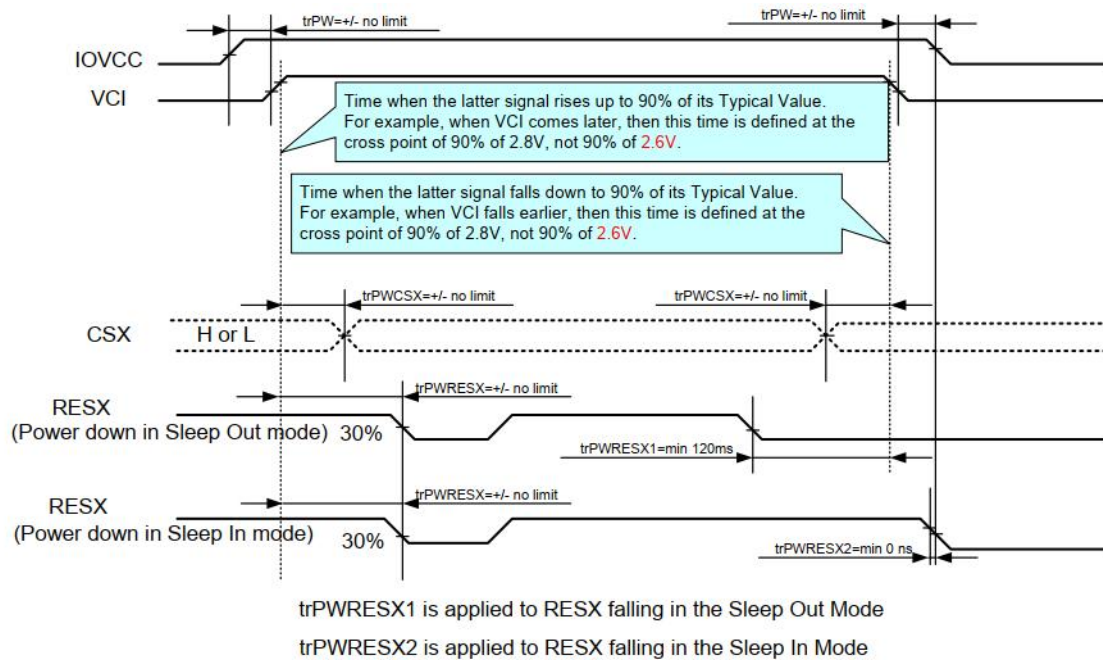 trPW=+/- no limit
trPW=+/- no limit
IOVCC
VCI
Time when the latter signal rises up to 90% of its Typical Value.
For example, when VCI comes later, then this time is defined at the
cross point of 90% of 2.8V, not 90% of 2.6V.
Time when the latter signal falls down to 90% of its Typical Value.
For example, when VCI falls earlier, then this time is defined at the
cross point of 90% of 2.8V, not 90% of 2.6V.
trPWCSX=+/- no limit
trPWCSX=+/- no limit
CSX
H or L
trPWRESX=+/- no limit
RESX
(Power down in Sleep Out mode)
30%
trPWRESX1=min 120ms
trPWRESX=+/- no limit
RESX
(Power down in Sleep In mode)
30%
trPWRESX2=min 0 ns
trPWRESX1 is applied to RESX falling in the Sleep Out Mode
trPWRESX2 is applied to RESX falling in the Sleep In Mode